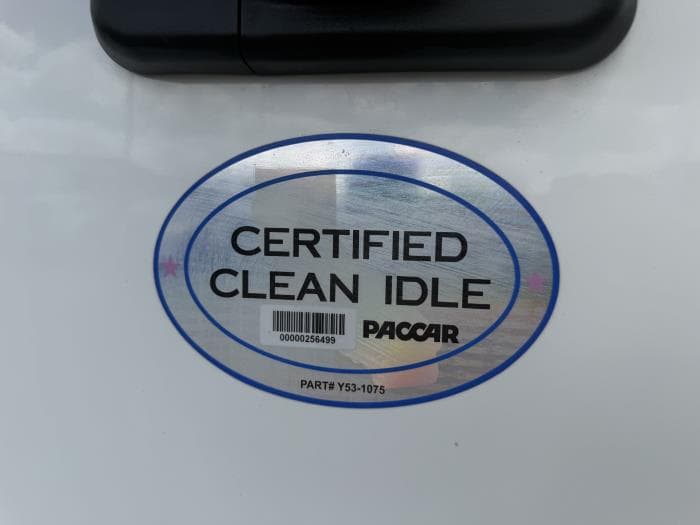 CERTIFIED
CLEAN IDLE
00000256499
PACCAR
PART# Y53-1075